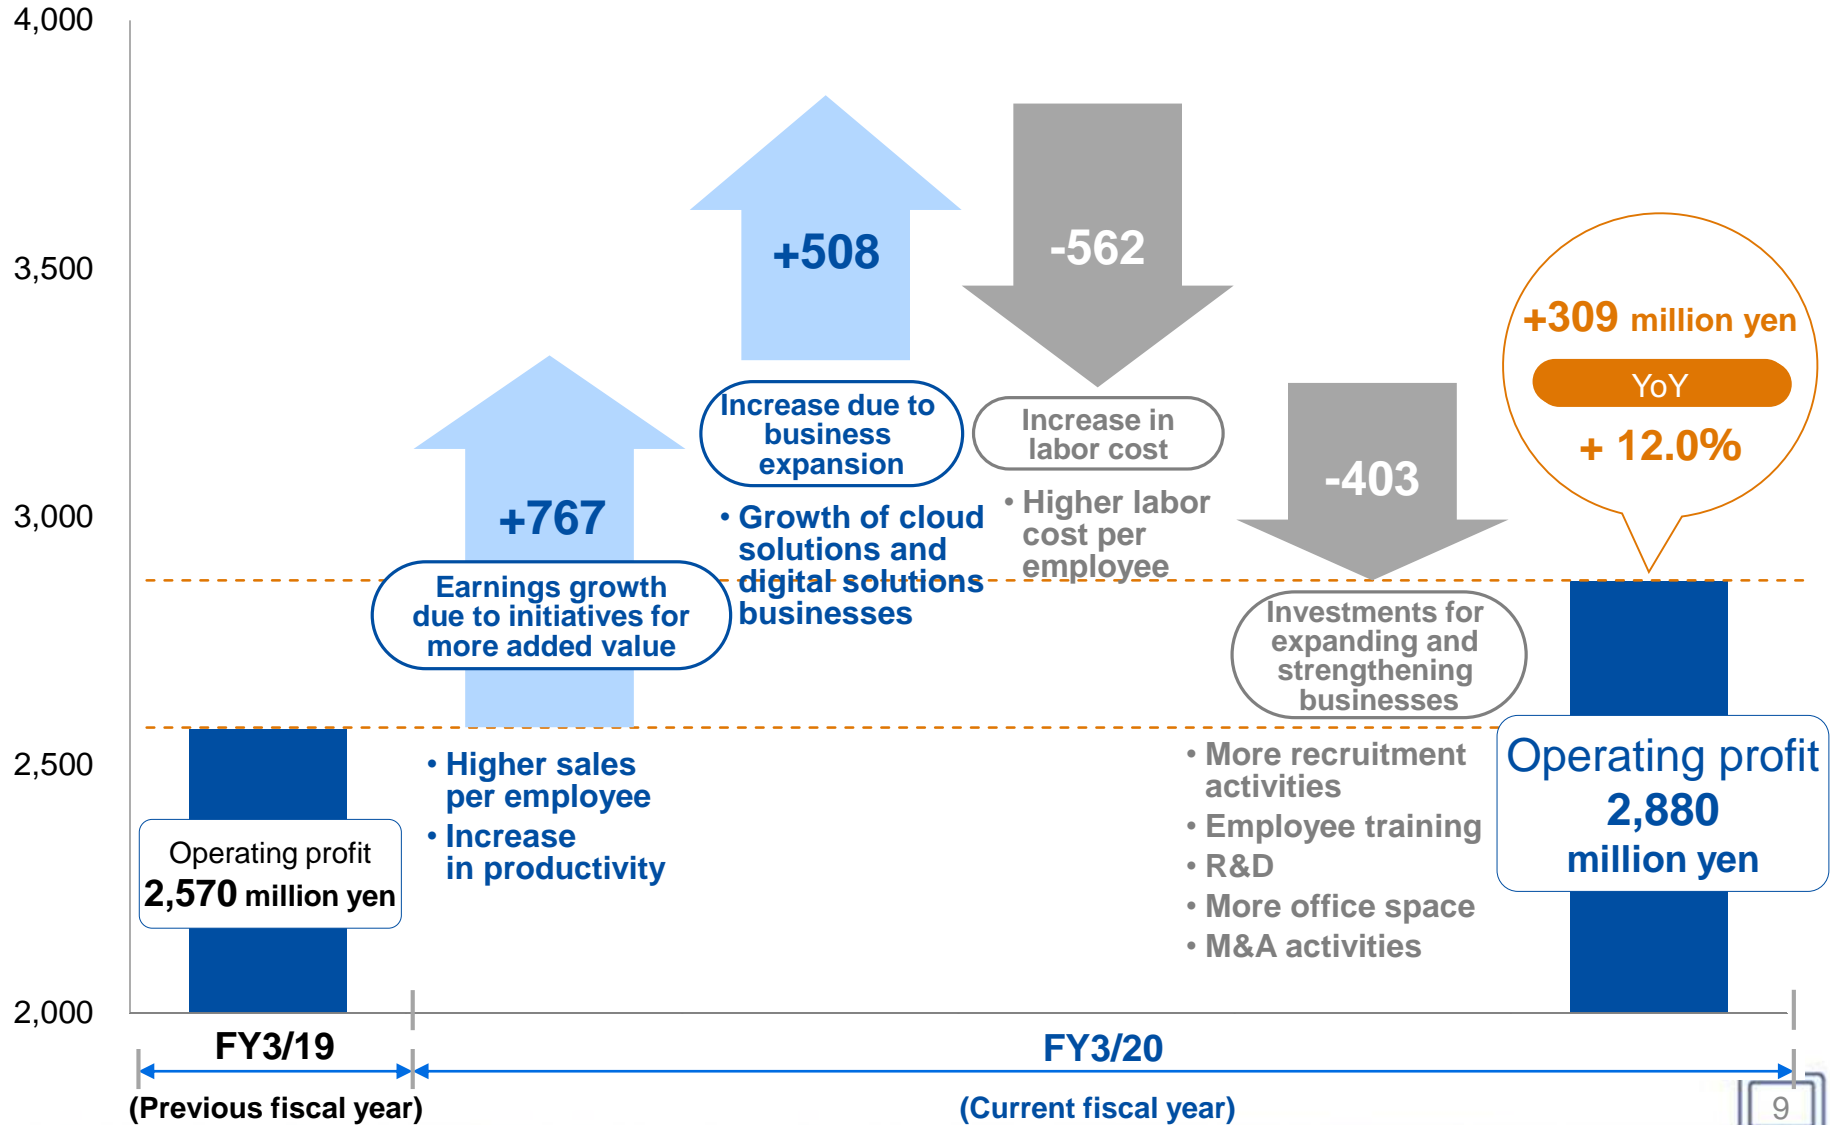 4,000
3,500
3,000
2,500
2,000
+767
Earnings growth
due to initiatives for
more added value
• Higher sales
per employee
• Increase
in productivity
+508
Increase due to
business
expansion
• Growth of cloud
solutions and
digital solutions
businesses
-562
Increase in
labor cost
• Higher labor
cost per
employee
-403
Investments for
expanding and
strengthening
businesses
• More recruitment
activities
• Employee training
• R&D
• More office space
• M&A activities
+309 million yen
YoY
+ 12.0%
Operating profit
2,570 million yen
Operating profit
2,880
million yen
FY3/19
(Previous fiscal year)
FY3/20
(Current fiscal year)
9